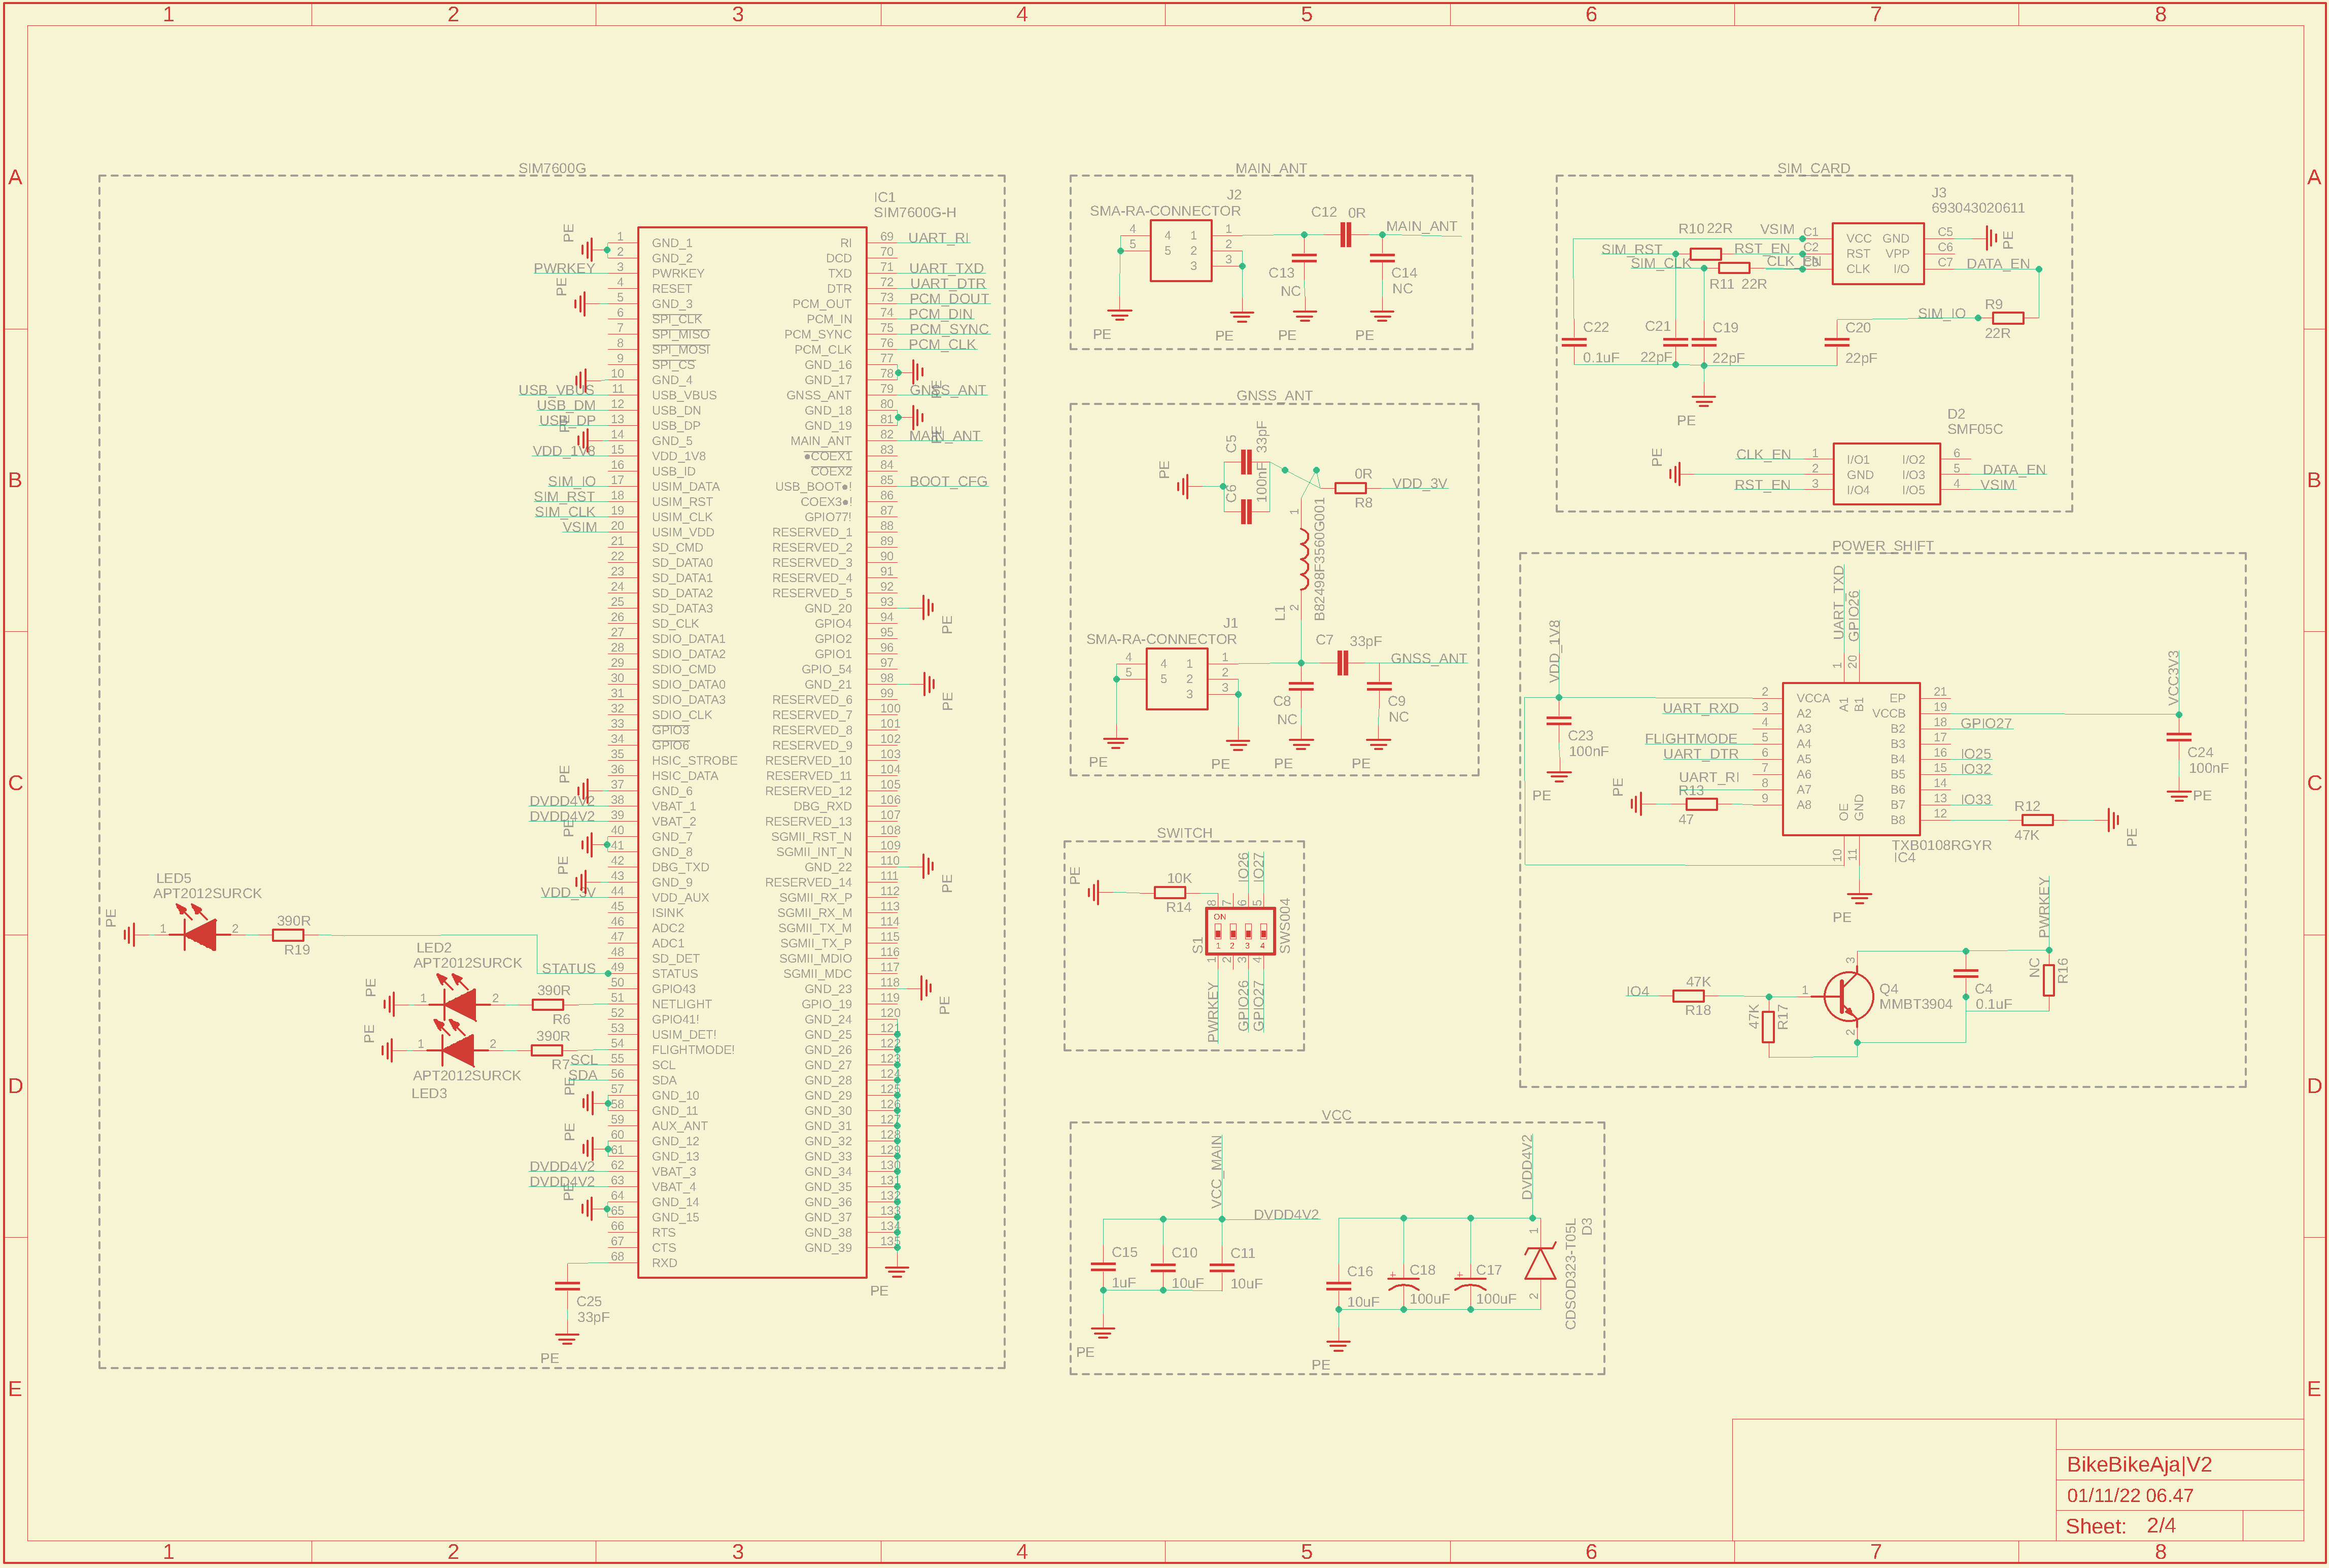 1 2 3 4 5 6 7 8
A
B
C
D
E
SIM7600G
IC1
SIM7600G-H
PE
1 GND_1
2 GND_2
PWRKEY 3 PWRKEY
4 RESET
PE
5 GND_3
6 SPI_CLK
7 SPI_MISO
8 SPI_MOSI
9 SPI_CS
10 GND_4
USB_VBUS 11 USB_VBUS
USB_DM 12 USB_DN
USB_DP 13 USB_DP
PE
14 GND_5
VDD_1V8 15 VDD_1V8
16 USB_ID
SIM_IO 17 USIM_DATA
SIM_RST 18 USIM_RST
SIM_CLK 19 USIM_CLK
VSIM 20 USIM_VDD
21 SD_CMD
22 SD_DATA0
23 SD_DATA1
24 SD_DATA2
25 SD_DATA3
26 SD_CLK
27 SDIO_DATA1
28 SDIO_DATA2
29 SDIO_CMD
30 SDIO_DATA0
31 SDIO_DATA3
32 SDIO_CLK
33 GPIO3
34 GPIO6
35 HSIC_STROBE
36 HSIC_DATA
PE
37 GND_6
DVDD4V2 38 VBAT_1
DVDD4V2 39 VBAT_2
PE
40 GND_7
41 GND_8
42 DBG_TXD
PE
43 GND_9
VDD_3V 44 VDD_AUX
45 ISINK
46 ADC2
47 ADC1
48 SD_DET
STATUS 49 STATUS
50 GPIO43
51 NETLIGHT
52 GPIO41!
53 USIM_DET!
54 FLIGHTMODE!
SCL 55 SCL
SDA 56 SDA
PE
57 GND_10
58 GND_11
59 AUX_ANT
PE
60 GND_12
61 GND_13
DVDD4V2 62 VBAT_3
DVDD4V2 63 VBAT_4
PE
64 GND_14
65 GND_15
66 RTS
67 CTS
68 RXD
C25
33pF
PE
RI 69 UART_RI
DCD 70
TXD 71 UART_TXD
DTR 72 UART_DTR
PCM_OUT 73 PCM_DOUT
PCM_IN 74 PCM_DIN
PCM_SYNC 75 PCM_SYNC
PCM_CLK 76 PCM_CLK
GND_16 77
GND_17 78
PE
GNSS_ANT 79 GNSS_ANT
GND_18 80
GND_19 81
PE
MAIN_ANT 82 MAIN_ANT
●COEX1 83
COEX2 84
USB_BOOT●! 85 BOOT_CFG
COEX3●! 86
GPIO77! 87
RESERVED_1 88
RESERVED_2 89
RESERVED_3 90
RESERVED_4 91
RESERVED_5 92
GND_20 93
PE
GPIO4 94
GPIO2 95
GPIO1 96
GPIO_54 97
GND_21 98
PE
RESERVED_6 99
RESERVED_7 100
RESERVED_8 101
RESERVED_9 102
RESERVED_10 103
RESERVED_11 104
RESERVED_12 105
DBG_RXD 106
RESERVED_13 107
SGMII_RST_N 108
SGMII_INT_N 109
GND_22 110
PE
RESERVED_14 111
SGMII_RX_P 112
SGMII_RX_M 113
SGMII_TX_M 114
SGMII_TX_P 115
SGMII_MDIO 116
SGMII_MDC 117
GND_23 118
PE
GPIO_19 119
GND_24 120
GND_25 121
GND_26 122
GND_27 123
GND_28 124
GND_29 125
GND_30 126
GND_31 127
GND_32 128
GND_33 129
GND_34 130
GND_35 131
GND_36 132
GND_37 133
GND_38 134
GND_39 135
PE
LED5
APT2012SURCK
PE 1 2 390R
R19
LED2
APT2012SURCK
PE 1 2 390R
R6
PE 1 2 390R
R7
APT2012SURCK
LED3
MAIN_ANT
J2
SMA-RA-CONNECTOR
C12 0R
MAIN_ANT
4 4 1 1
5 5 2 2
3 3
C13
NC
C14
NC
PE PE PE PE
GNSS_ANT
C5
33pF
C6
100nF
PE
0R
R8
VDD_3V
1
L1
2
B82498F3560G001
J1
SMA-RA-CONNECTOR
C7 33pF
GNSS_ANT
4 4 1 1
5 5 2 2
3 3
C8
NC
C9
NC
PE PE PE PE
SWITCH
PE
10K
R14
IO26
IO27
8 7 6 5
ON
1 2 3 4
S1
SWS004
1 2 3 4
PWRKEY
GPIO26
GPIO27
VCC
VCC_MAIN
DVDD4V2
C15
1uF
C10
10uF
C11
10uF
PE
DVDD4V2
C16
10uF
+ C18
100uF
+ C17
100uF
1
2
D3
CDSOD323-T05L
PE
SIM_CARD
J3
693043020611
R10 22R
VSIM C1 VCC GND C5
PE
SIM_RST RST_EN C2 RST VPP C6
SIM_CLK CLK_EN C3 CLK I/O C7 DATA_EN
R11 22R
R9
SIM_IO
22R
C22
0.1uF
C21
22pF
C19
22pF
C20
22pF
PE
D2
SMF05C
CLK_EN 1 I/O1 I/O2 6
PE 2 GND I/O3 5 DATA_EN
RST_EN 3 I/O4 I/O5 4 VSIM
POWER_SHIFT
UART_TXD
GPIO26
1 20
VDD_1V8
VCC3V3
2 VCCA A1 B1 EP 21
UART_RXD 3 A2 VCCB 19
4 A3 B2 18 GPIO27
FLIGHTMODE 5 A4 B3 17
UART_DTR 6 A5 B4 16 IO25
7 A6 B5 15 IO32
UART_RI 8 A7 B6 14
9 A8 B7 13 IO33
B8 12
OE GND
10 11
R13
47
PE
R12
47K
PE
C23
100nF
PE
C24
100nF
PE
TXB0108RGYR
IC4
PE
PWRKEY
IO4
47K
R18
47K
R17
1
3
2
Q4
MMBT3904
C4
0.1uF
NC
R16
BikeBikeAja|V2
01/11/22 06.47
Sheet: 2/4
A
B
C
D
E
1 2 3 4 5 6 7 8